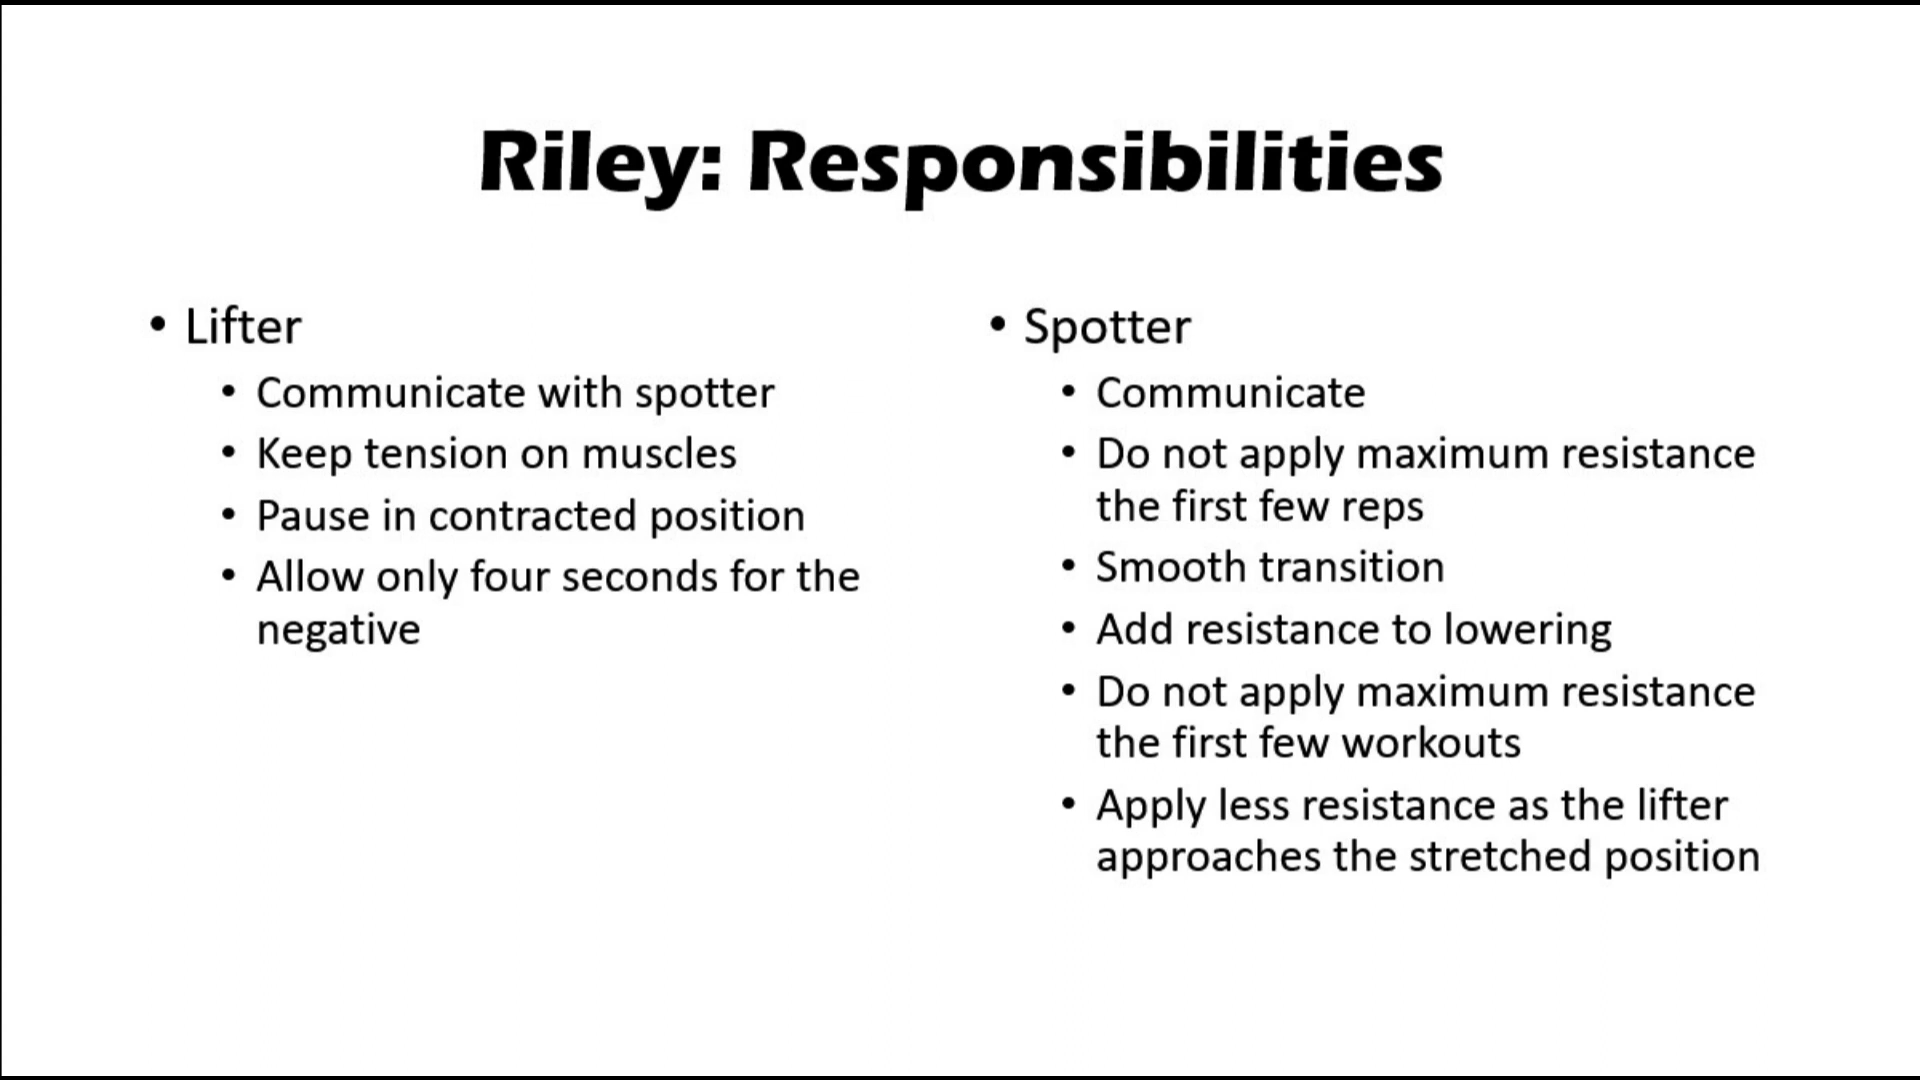 Riley: Responsibilities
• Lifter
• Communicate with spotter
• Keep tension on muscles
• Pause in contracted position
• Allow only four seconds for the
negative
• Spotter
• Communicate
• Do not apply maximum resistance
the first few reps
• Smooth transition
• Add resistance to lowering
• Do not apply maximum resistance
the first few workouts
• Apply less resistance as the lifter
approaches the stretched position